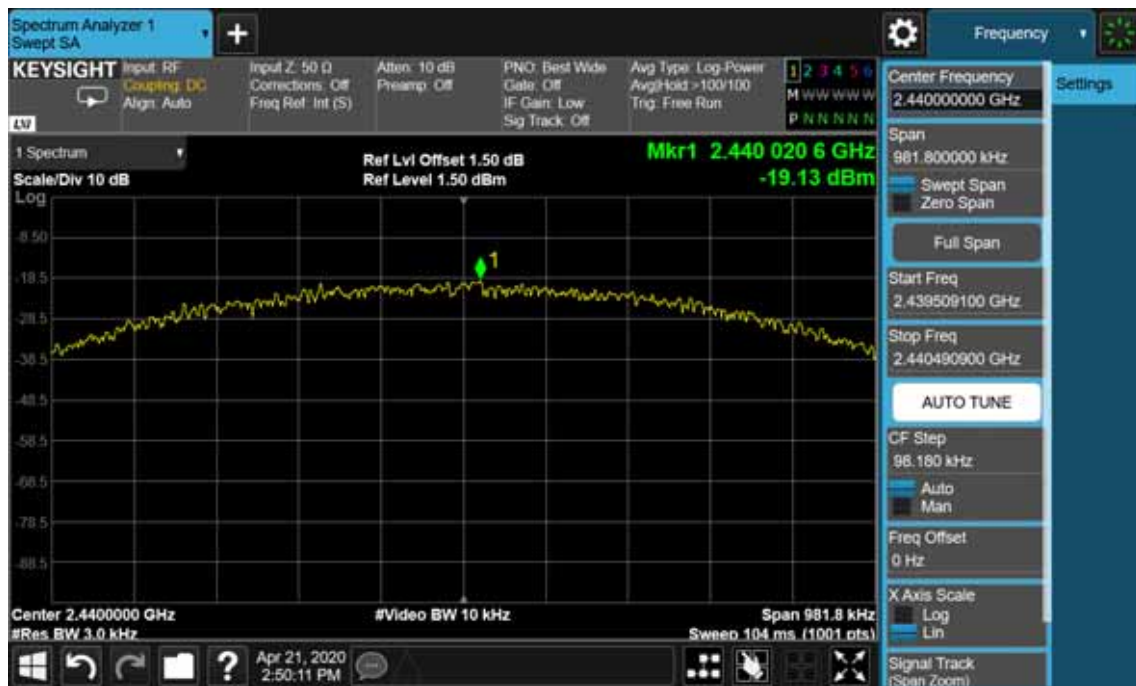 Spectrum Analyzer 1
Swept SA
+
Frequency
KEYSIGHT
Input: RF
Coupling: DC
Align: Auto
Input Z: 50 Ω
Corrections: Off
Freq Ref: Int (S)
Atten: 10 dB
Preamp: Off
PNO: Best Wide
Gate: Off
IF Gain: Low
Sig Track: Off
Avg Type: Log-Power
Avg|Hold: >100/100
Trig: Free Run
1 2 3 4 5 6
M W W W W W
P N N N N N
LXI
1 Spectrum
Scale/Div 10 dB
Log
Ref Lvl Offset 1.50 dB
Ref Level 1.50 dBm
Mkr1 2.440 020 6 GHz
-19.13 dBm
-8.50
-18.5
-28.5
-38.5
-48.5
-58.5
-68.5
-78.5
-88.5
1
Center 2.4400000 GHz
#Res BW 3.0 kHz
#Video BW 10 kHz
Span 981.8 kHz
Sweep 104 ms (1001 pts)
?
Apr 21, 2020
2:50:11 PM
Center Frequency
2.440000000 GHz
Settings
Span
981.800000 kHz
Swept Span
Zero Span
Full Span
Start Freq
2.439509100 GHz
Stop Freq
2.440490900 GHz
AUTO TUNE
CF Step
98.180 kHz
Auto
Man
Freq Offset
0 Hz
X Axis Scale
Log
Lin
Signal Track
(Span Zoom)